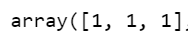 array([1, 1, 1],